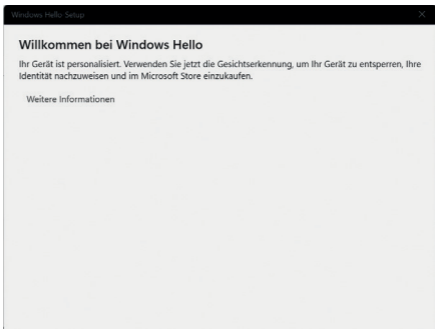 Windows Hello-Setup
Willkommen bei Windows Hello
Ihr Gerät ist personalisiert. Verwenden Sie jetzt die Gesichtserkennung, um Ihr Gerät zu entsperren, Ihre
Identität nachzuweisen und im Microsoft Store einzukaufen.
Weitere Informationen